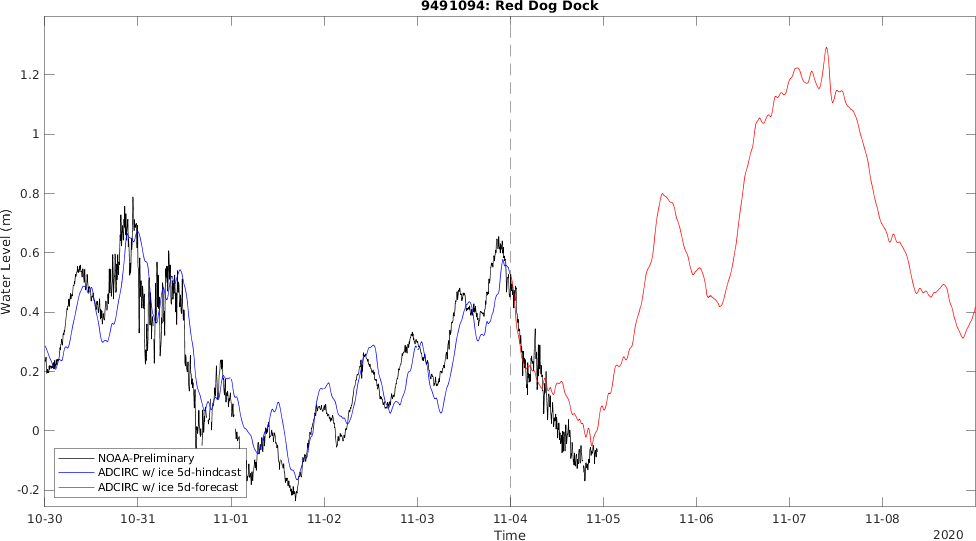 9491094: Red Dog Dock
Water Level (m)
1.2
1
0.8
0.6
0.4
0.2
0
-0.2
NOAA-Preliminary
ADCIRC w/ ice 5d-hindcast
ADCIRC w/ ice 5d-forecast
10-30 10-31 11-01 11-02 11-03 11-04 11-05 11-06 11-07 11-08
Time
2020